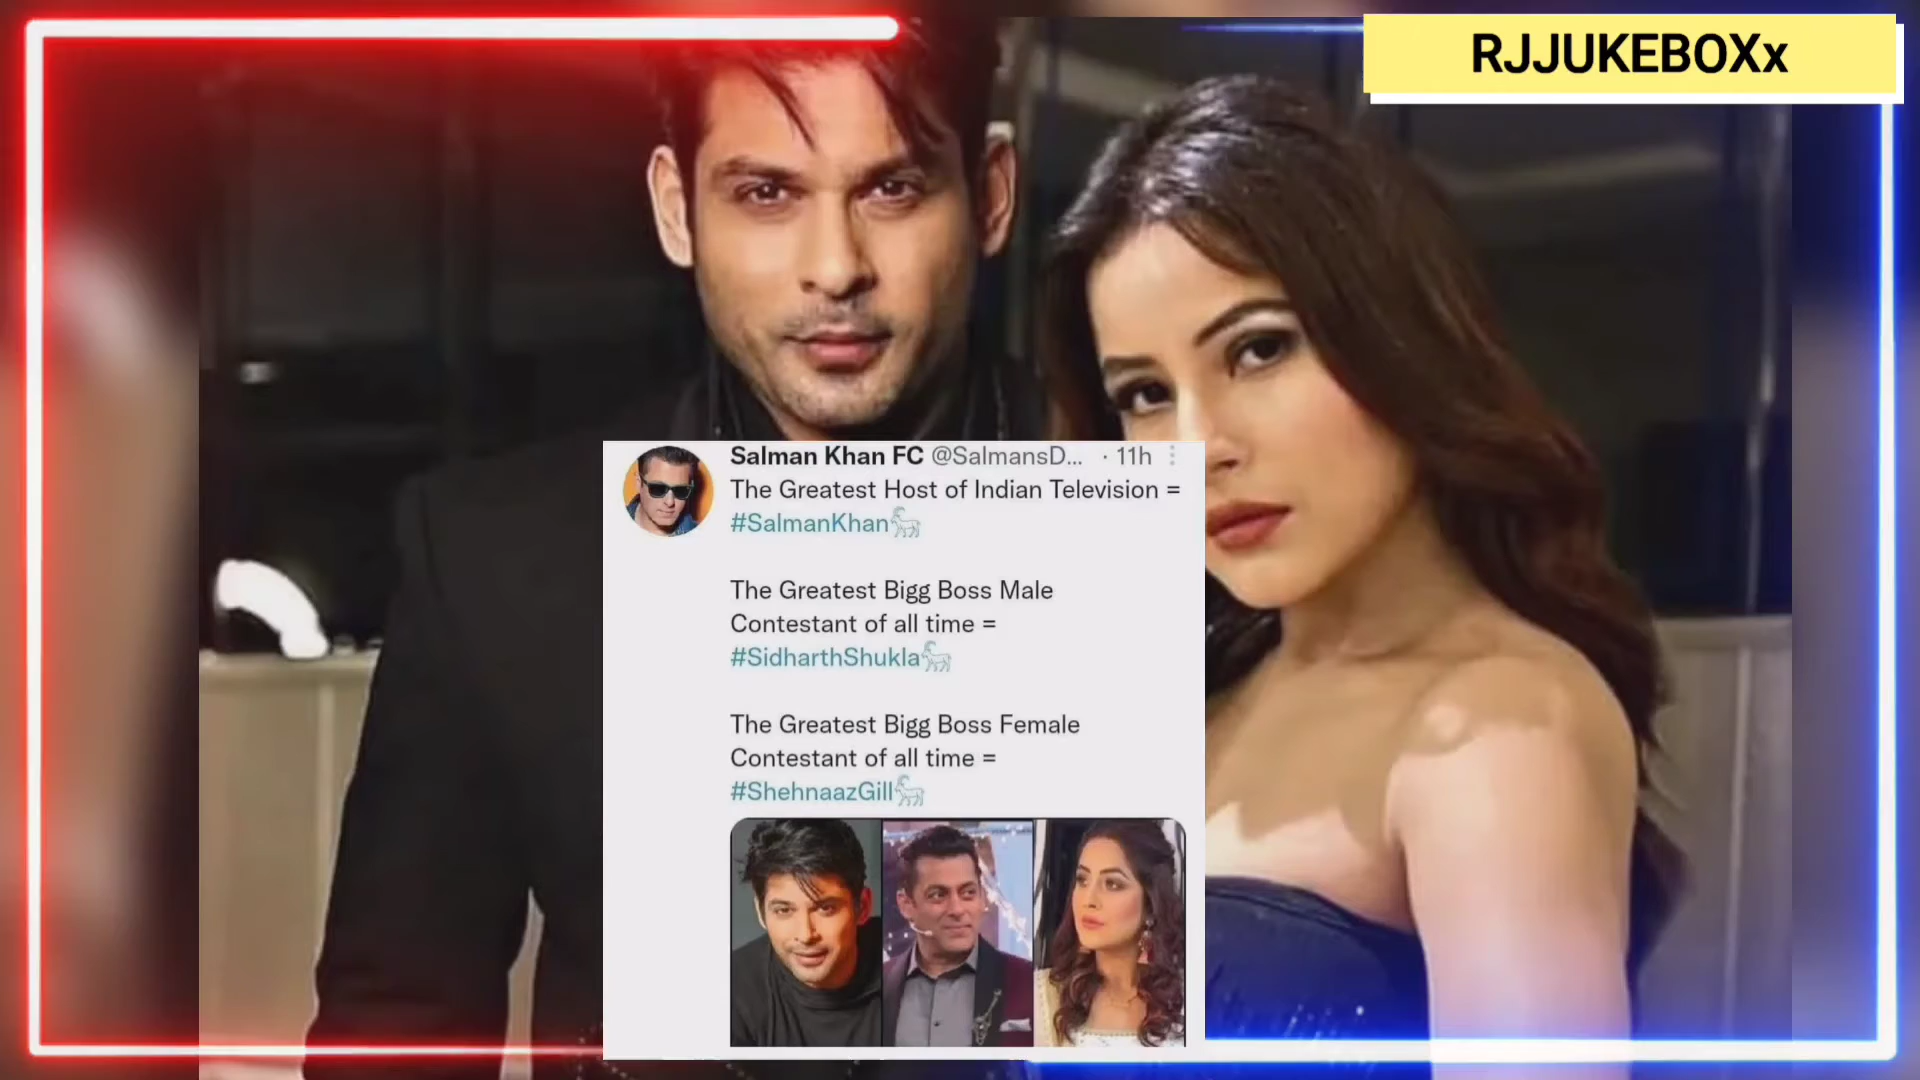 RJJUKEBOXx
Salman Khan FC @SalmansD... · 11h
The Greatest Host of Indian Television =
#SalmanKhan
The Greatest Bigg Boss Male
Contestant of all time =
#SidharthShukla
The Greatest Bigg Boss Female
Contestant of all time =
#ShehnaazGill